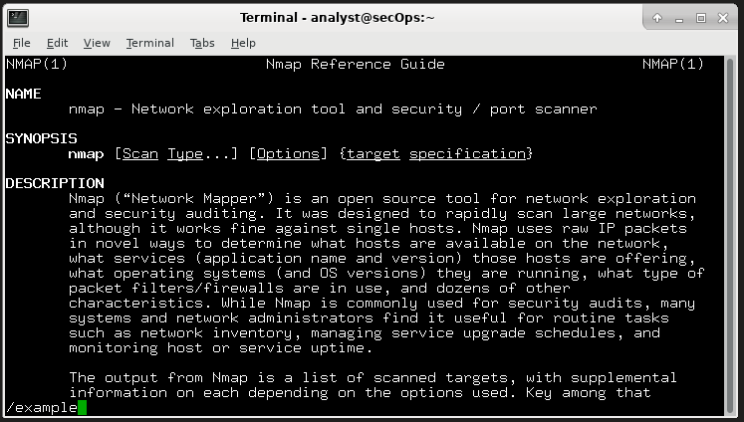 Terminal - analyst@secOps:~
File Edit View Terminal Tabs Help
NMAP(1) Nmap Reference Guide NMAP(1)
NAME
nmap - Network exploration tool and security / port scanner
SYNOPSIS
nmap [Scan Type...] [Options] {target specification}
DESCRIPTION
Nmap (“Network Mapper”) is an open source tool for network exploration
and security auditing. It was designed to rapidly scan large networks,
although it works fine against single hosts. Nmap uses raw IP packets
in novel ways to determine what hosts are available on the network,
what services (application name and version) those hosts are offering,
what operating systems (and OS versions) they are running, what type of
packet filters/firewalls are in use, and dozens of other
characteristics. While Nmap is commonly used for security audits, many
systems and network administrators find it useful for routine tasks
such as network inventory, managing service upgrade schedules, and
monitoring host or service uptime.
The output from Nmap is a list of scanned targets, with supplemental
information on each depending on the options used. Key among that
/example